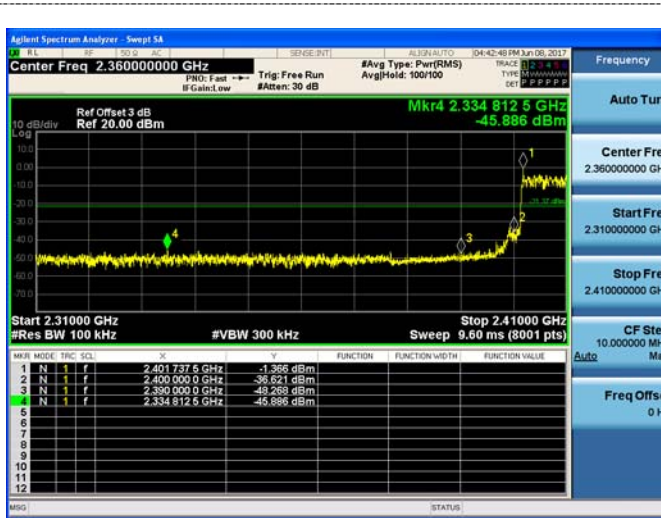 Agilent Spectrum Analyzer - Swept SA
RL RF 50 Ω AC SENSE:INT ALIGN AUTO 04:42:48 PM Jun 08, 2017
Center Freq 2.360000000 GHz
PNO: Fast
IFGain:Low
Trig: Free Run
#Atten: 30 dB
#Avg Type: Pwr(RMS)
Avg|Hold: 100/100
TRACE 1 2 3 4 5 6
TYPE M
DET P P P P P P
Mkr4 2.334 812 5 GHz
-45.886 dBm
Ref Offset 3 dB
Ref 20.00 dBm
10 dB/div
Log
10.0
0.00
-10.0
-20.0
-30.0
-40.0
-50.0
-60.0
-70.0
1
2
3
4
Start 2.31000 GHz
Stop 2.41000 GHz
#Res BW 100 kHz
#VBW 300 kHz
Sweep 9.60 ms (8001 pts)
MKR MODE TRC SCL X Y FUNCTION FUNCTION WIDTH FUNCTION VALUE
1 N 1 f 2.401 737 5 GHz -1.366 dBm
2 N 1 f 2.400 000 0 GHz -36.621 dBm
3 N 1 f 2.390 000 0 GHz -48.268 dBm
4 N 1 f 2.334 812 5 GHz -45.886 dBm
5
6
7
8
9
10
11
12
MSG
STATUS
Frequency
Auto Tun
Center Fre
2.360000000 GH
Start Fre
2.310000000 GH
Stop Fre
2.410000000 GH
CF Ste
10.000000 MH
Auto Ma
Freq Offse
0 H